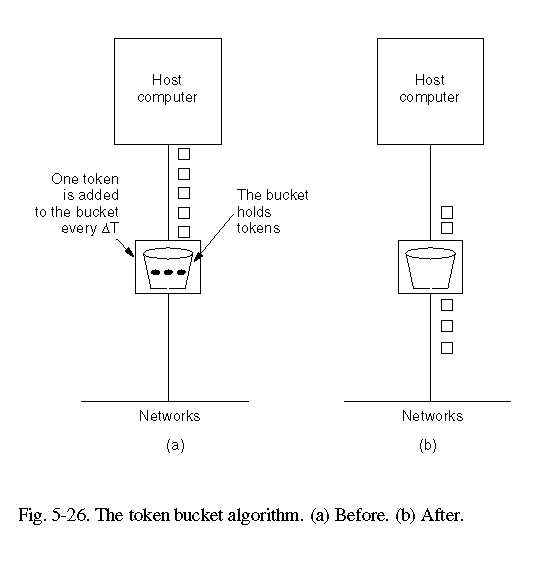 Host
computer
Host
computer
One token
is added
to the bucket
every ΔT
The bucket
holds
tokens
Networks
Networks
(a)
(b)
Fig. 5-26. The token bucket algorithm. (a) Before. (b) After.